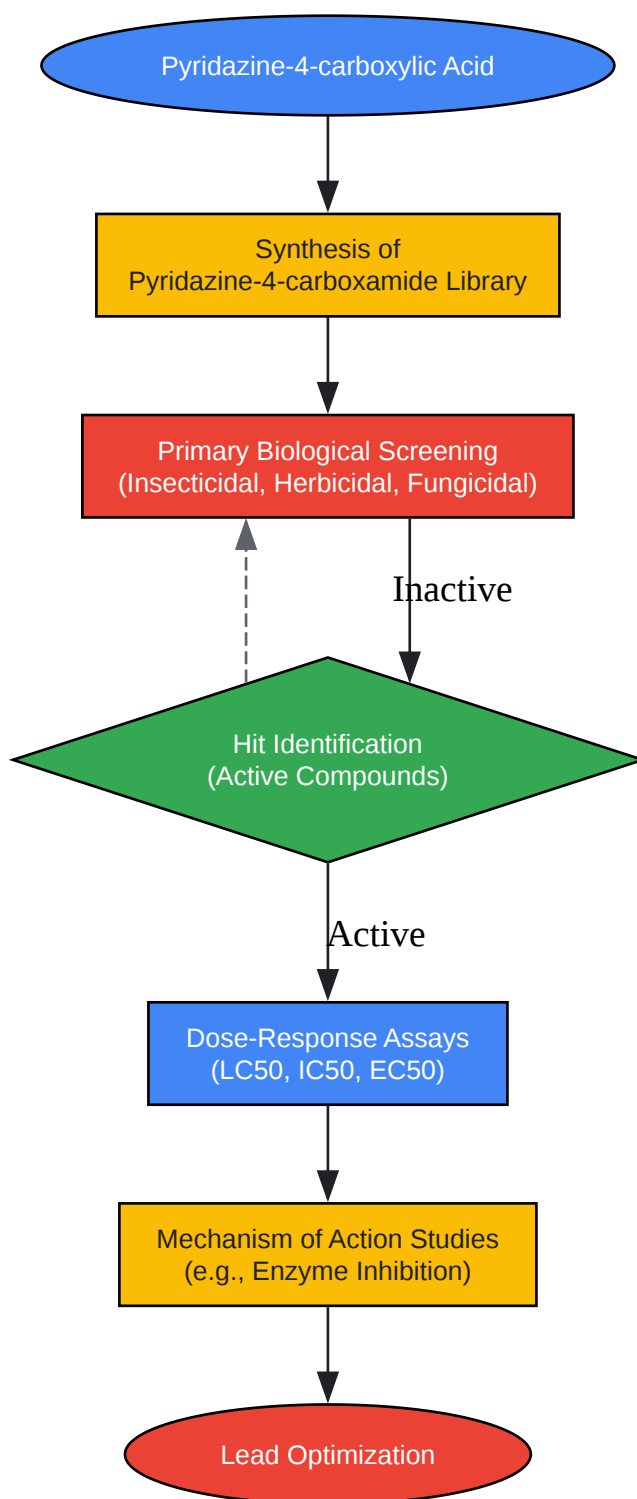 Pyridazine-4-carboxylic Acid
Synthesis of
Pyridazine-4-carboxamide Library
Primary Biological Screening
(Insecticidal, Herbicidal, Fungicidal)
Inactive
Hit Identification
(Active Compounds)
Active
Dose-Response Assays
(LC50, IC50, EC50)
Mechanism of Action Studies
(e.g., Enzyme Inhibition)
Lead Optimization